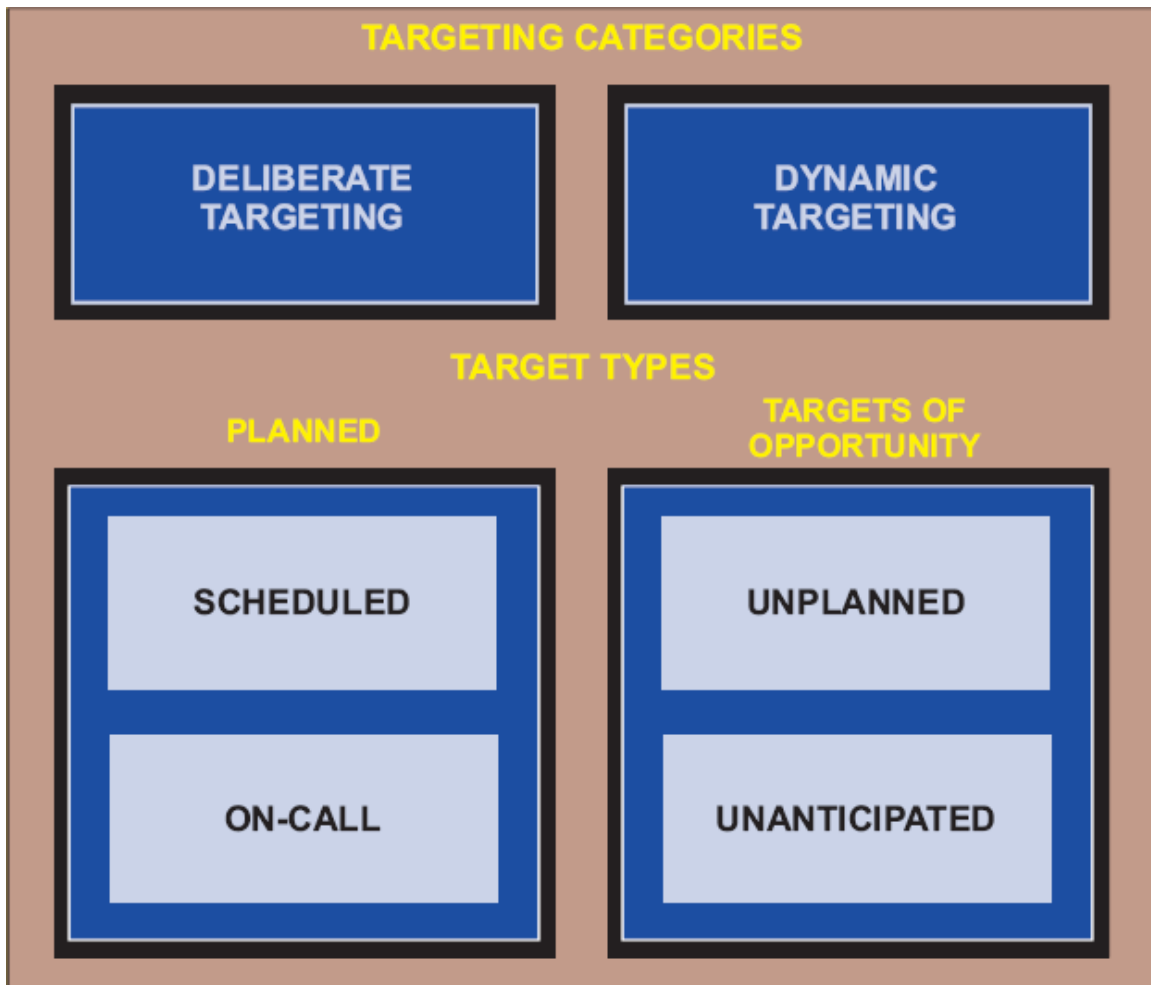 TARGETING CATEGORIES
DELIBERATE
TARGETING
DYNAMIC
TARGETING
TARGET TYPES
PLANNED
TARGETS OF
OPPORTUNITY
SCHEDULED
UNPLANNED
ON-CALL
UNANTICIPATED